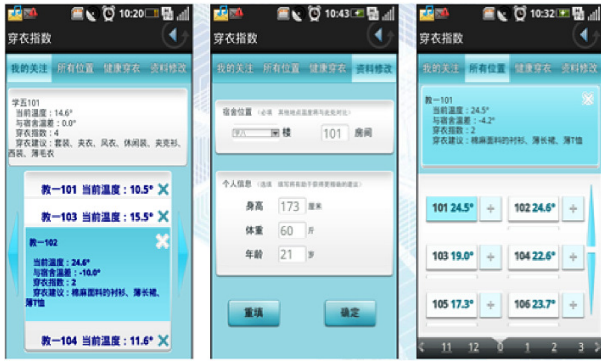 10:20
穿衣指数
我的关注 所有位置 健康穿衣 资料修改
学五101
当前温度：14.6°
与宿舍温差：0.0°
穿衣指数：4
穿衣建议：套装、夹衣、风衣、休闲装、夹克衫、
西装、薄毛衣
教一101 当前温度：10.5°
教一103 当前温度：15.5°
教一102
当前温度：24.6°
与宿舍温差：-10.0°
穿衣指数：2
穿衣建议：棉麻面料的衬衫、薄长裙、
薄T恤
教一104 当前温度：11.6°
10:43
穿衣指数
我的关注 所有位置 健康穿衣 资料修改
宿舍位置
学八 楼 101 房间
个人信息
身高 173 厘米
体重 60 斤
年龄 21 岁
重填 确定
10:32
穿衣指数
我的关注 所有位置 健康穿衣 资料修改
教一101
当前温度：24.5°
与宿舍温差：-4.2°
穿衣指数：2
穿衣建议：棉麻面料的衬衫、薄长裙、薄T恤
101 24.5° + 102 24.6° +
103 19.0° + 104 22.6° +
105 17.3° + 106 23.7° +
11 12 0 1 2 3